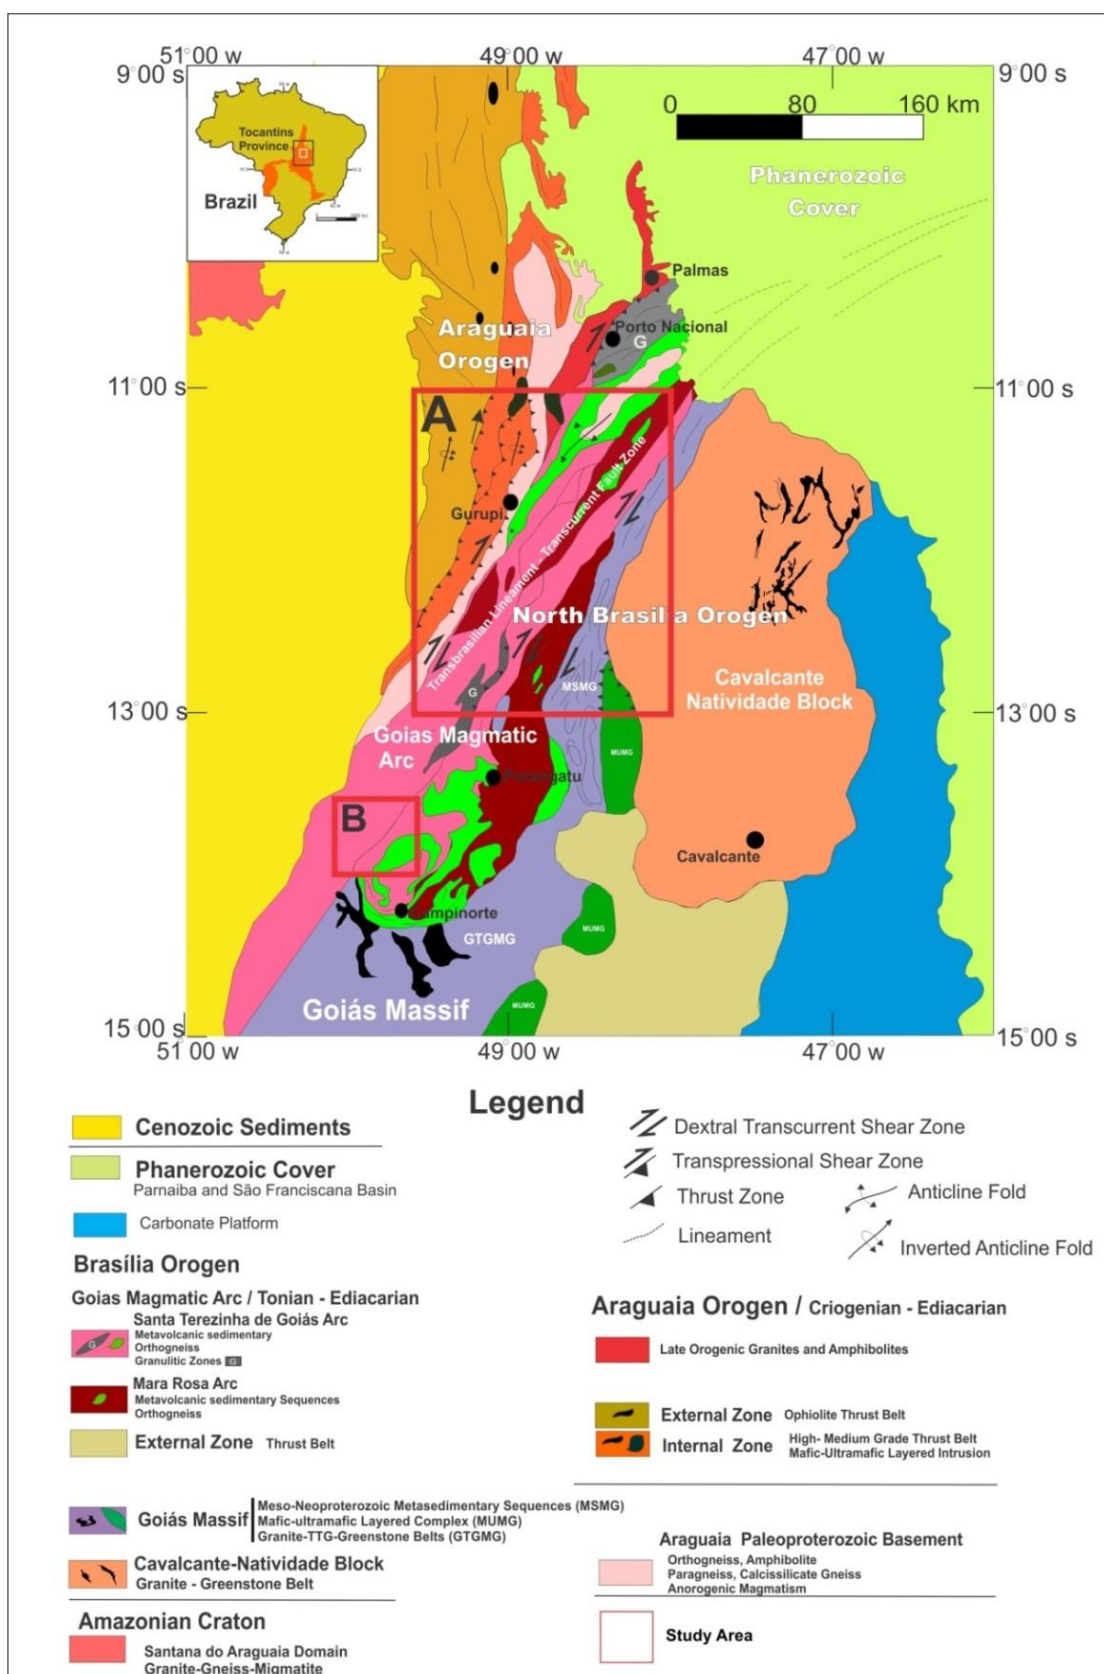 51°00 w 49°00 w 47°00 w
9°00 s 9°00 s
0 80 160 km
Tocantins
Province
Brazil
Phanerozoic
Cover
Palmas
Araguaia
Orogen
Porto Nacional
G
11°00 s 11°00 s
A
Gurupi
Transbrasilian Lineament - Transcurrent Fault Zone
North Brasilia Orogen
Cavalcante
Natividade Block
G
MSMG
13°00 s 13°00 s
Goias Magmatic
Arc
MUMG
Porangatu
B
Cavalcante
Campinorte
GTGMG
MUMG
Goiás Massif
MUMG
15°00 s 15°00 s
51°00 w 49°00 w 47°00 w
Legend
Cenozoic Sediments
Phanerozoic Cover
Parnaiba and São Franciscana Basin
Carbonate Platform
Dextral Transcurrent Shear Zone
Transpressional Shear Zone
Thrust Zone
Anticline Fold
Lineament
Inverted Anticline Fold
Brasília Orogen
Goias Magmatic Arc / Tonian - Ediacarian
Santa Terezinha de Goiás Arc
Metavolcanic sedimentary
Orthogneiss
Granulitic Zones G
G
Mara Rosa Arc
Metavolcanic sedimentary Sequences
Orthogneiss
External Zone Thrust Belt
Goiás Massif
Meso-Neoproterozoic Metasedimentary Sequences (MSMG)
Mafic-ultramafic Layered Complex (MUMG)
Granite-TTG-Greenstone Belts (GTGMG)
Cavalcante-Natividade Block
Granite - Greenstone Belt
Amazonian Craton
Santana do Araguaia Domain
Granite-Gneiss-Migmatite
Araguaia Orogen / Criogenian - Ediacarian
Late Orogenic Granites and Amphibolites
External Zone Ophiolite Thrust Belt
Internal Zone High- Medium Grade Thrust Belt
Mafic-Ultramafic Layered Intrusion
Araguaia Paleoproterozoic Basement
Orthogneiss, Amphibolite
Paragneiss, Calcissilicate Gneiss
Anorogenic Magmatism
Study Area